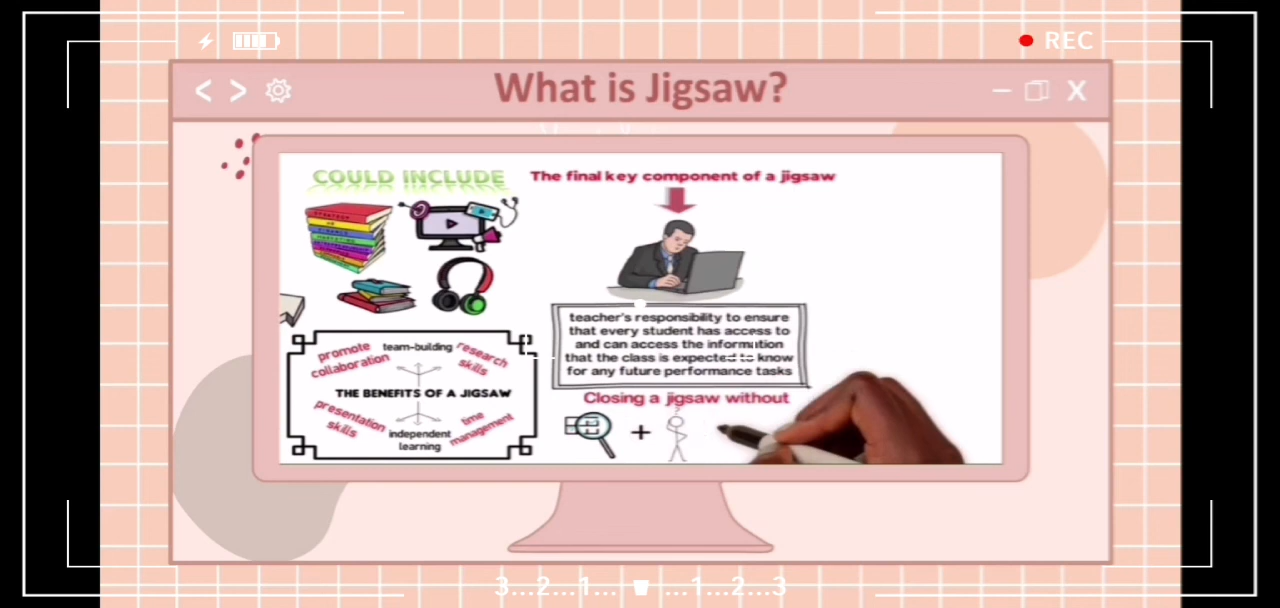 REC
What is Jigsaw?
COULD INCLUDE
The final key component of a jigsaw
teacher's responsibility to ensure
that every student has access to
and can access the information
that the class is expected to know
for any future performance tasks
promote
collaboration
team-building
research
skills
THE BENEFITS OF A JIGSAW
presentation
skills
independent
learning
time
management
Closing a jigsaw without
+
3...2...1... ...1...2...3